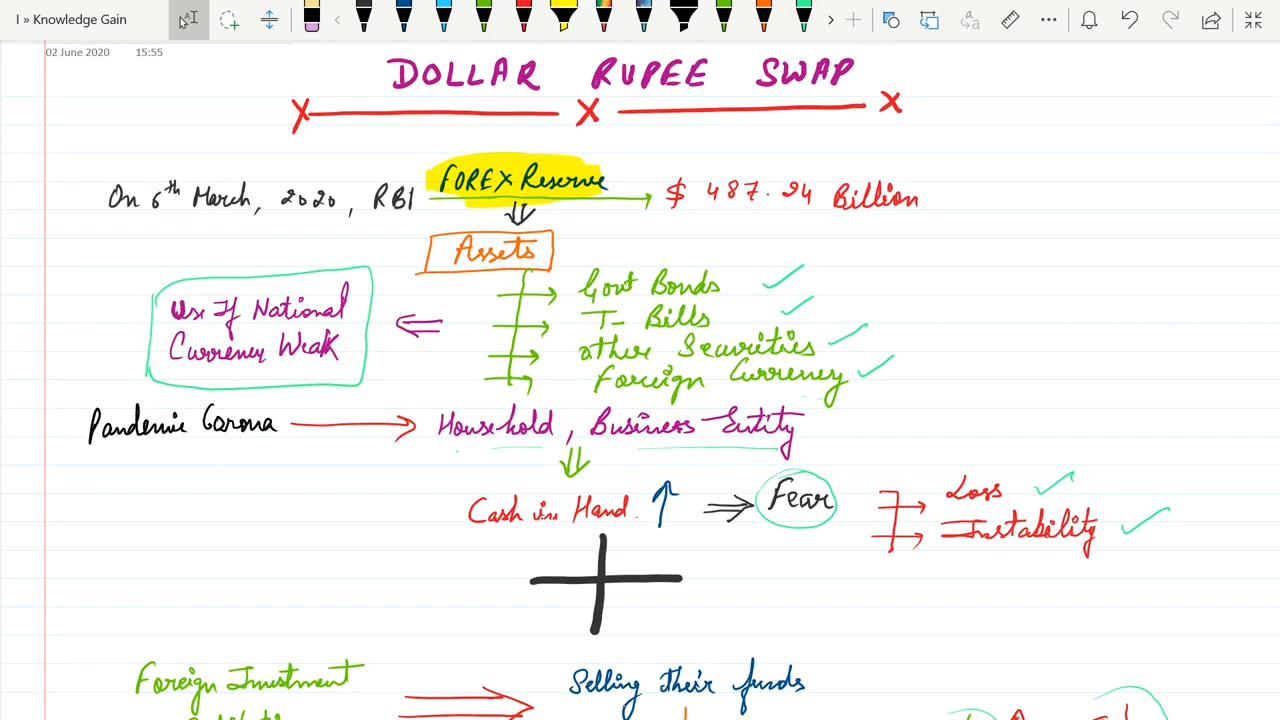 I » Knowledge Gain
02 June 2020 15:55
DOLLAR RUPEE SWAP
On 6th March, 2020, RBI FOREX Reserve $ 487.24 Billion
Assets
Govt Bonds
T- Bills
Other Securities
Foreign Currency
Use If National
Currency Weak
Pandemic Corona Household, Business Entity
Cash in Hand Fear
Loss
Instability
Foreign Investment Selling their funds